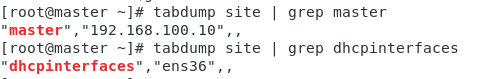 [root@master ~]# tabdump site | grep master
"master","192.168.100.10",,
[root@master ~]# tabdump site | grep dhcpinterfaces
"dhcpinterfaces","ens36",,